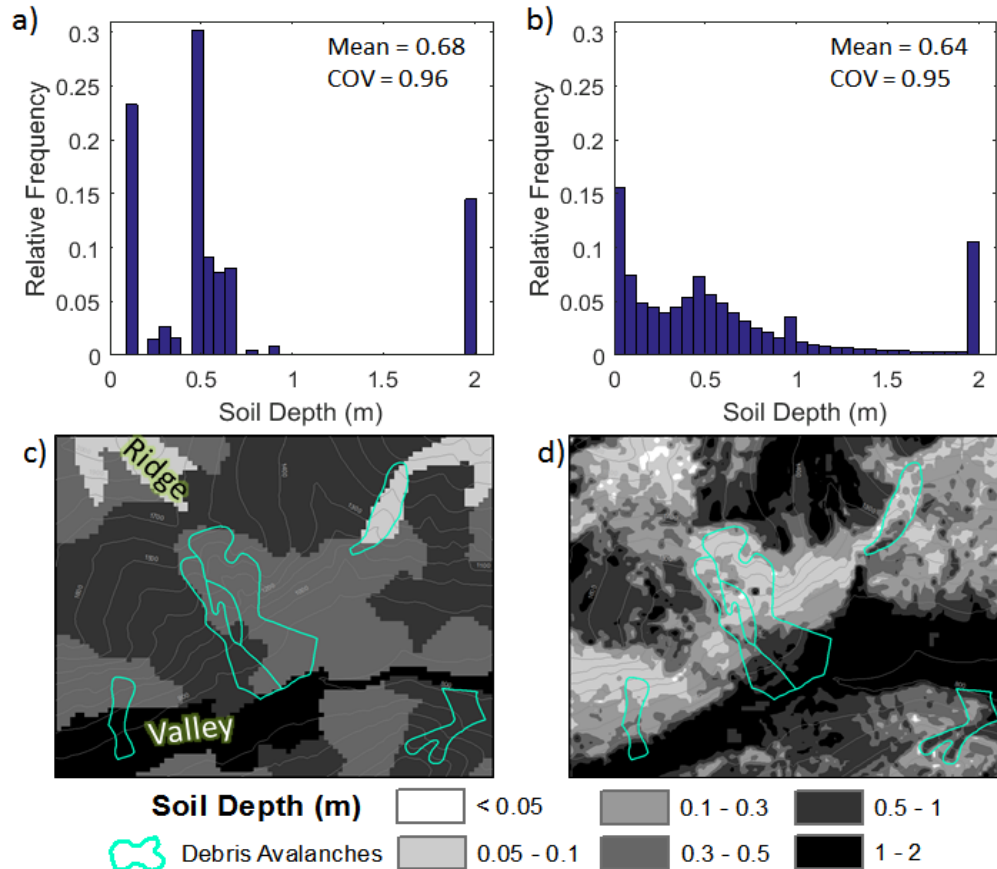 a)
Mean = 0.68
COV = 0.96
0.3
0.25
0.2
0.15
0.1
0.05
0
Relative Frequency
0
0.5
1
1.5
2
Soil Depth (m)
b)
Mean = 0.64
COV = 0.95
0.3
0.25
0.2
0.15
0.1
0.05
0
Relative Frequency
0
0.5
1
1.5
2
Soil Depth (m)
c)
Ridge
Valley
d)
Soil Depth (m)
< 0.05
0.1 - 0.3
0.5 - 1
Debris Avalanches
0.05 - 0.1
0.3 - 0.5
1 - 2